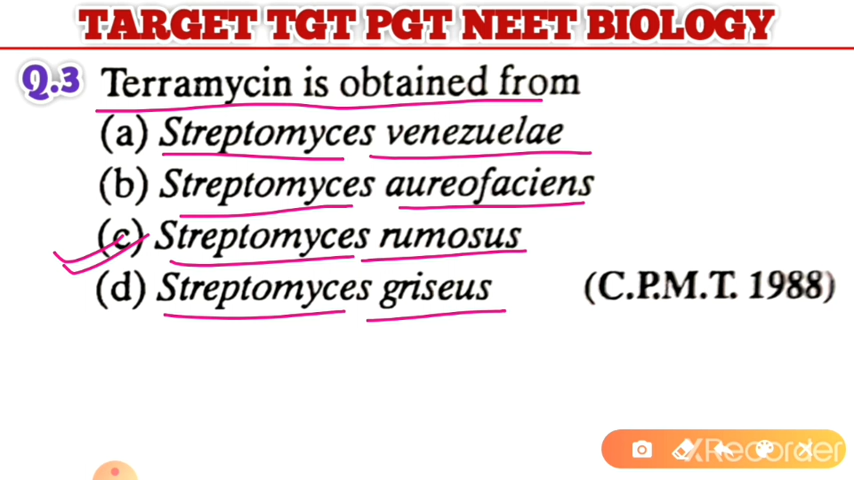 TARGET TGT PGT NEET BIOLOGY
Q.3 Terramycin is obtained from
(a) Streptomyces venezuelae
(b) Streptomyces aureofaciens
(c) Streptomyces rumosus
(d) Streptomyces griseus (C.P.M.T. 1988)
XRecorder